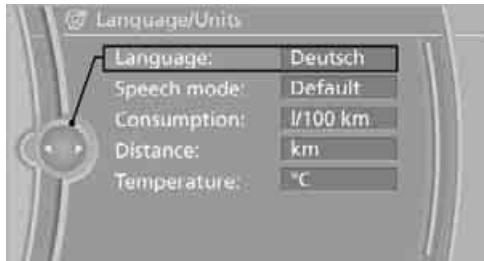 Language/Units
Language: Deutsch
Speech mode: Default
Consumption: l/100 km
Distance: km
Temperature: °C